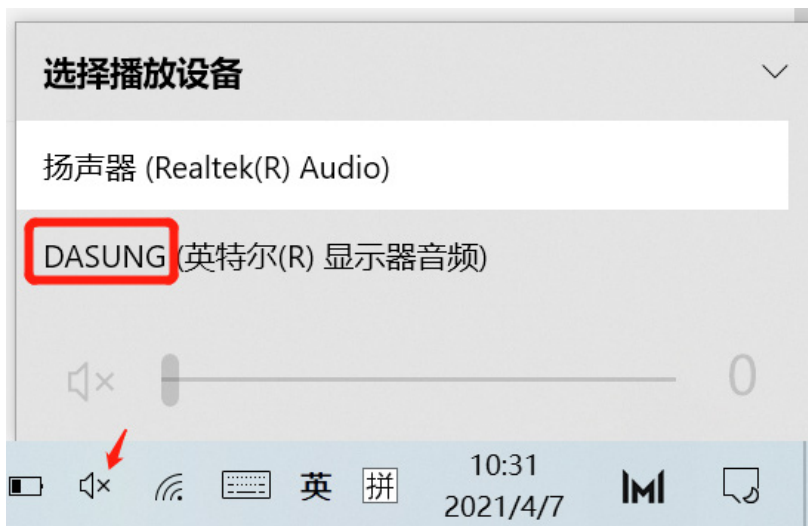 选择播放设备
扬声器 (Realtek(R) Audio)
DASUNG (英特尔(R) 显示器音频)
0
英 拼 10:31
2021/4/7